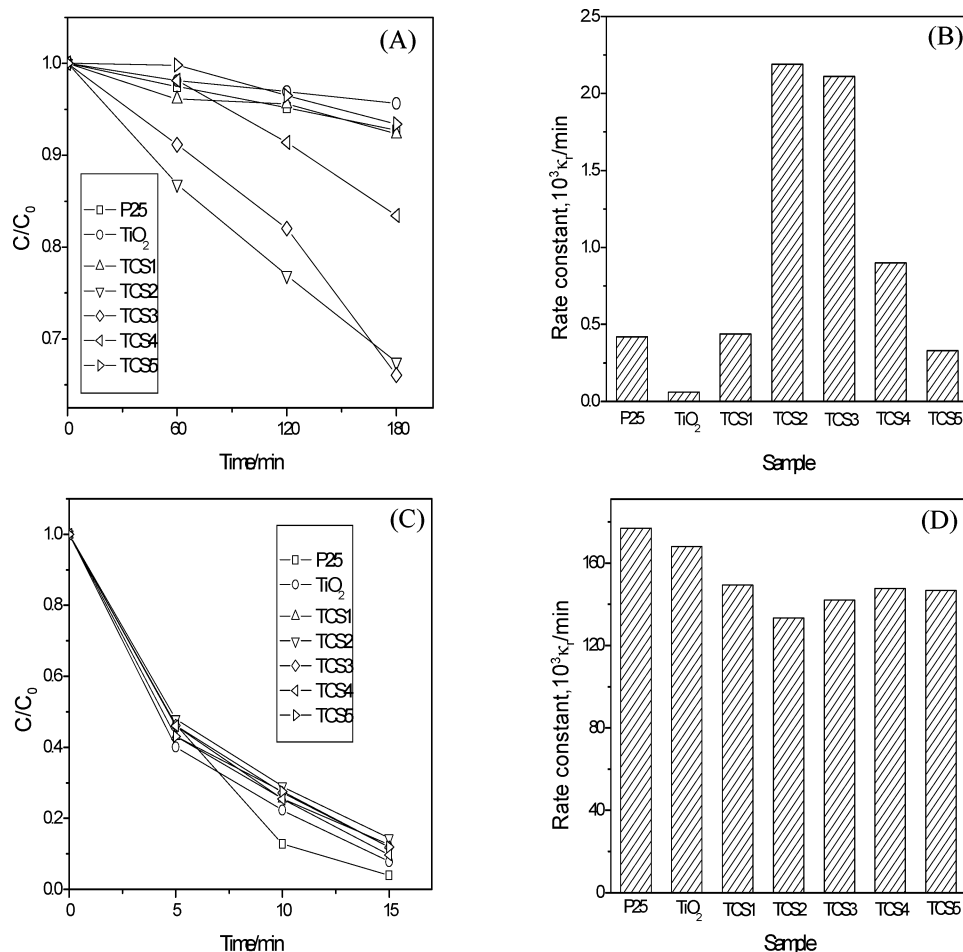 (A)
1.0
0.9
0.8
0.7
C/C0
P25
TiO2
TCS1
TCS2
TCS3
TCS4
TCS5
0 60 120 180
Time/min
(B)
2.5
2.0
1.0
0.5
0.0
Rate constant,10³κr/min
P25 TiO2 TCS1 TCS2 TCS3 TCS4 TCS5
Sample
(C)
1.0
0.8
0.6
0.4
0.2
0.0
C/C0
P25
TiO2
TCS1
TCS2
TCS3
TCS4
TCS5
0 5 10 15
Time/min
(D)
160
120
80
40
0
Rate constant,10³κr/min
P25 TiO2 TCS1 TCS2 TCS3 TCS4 TCS5
Sample